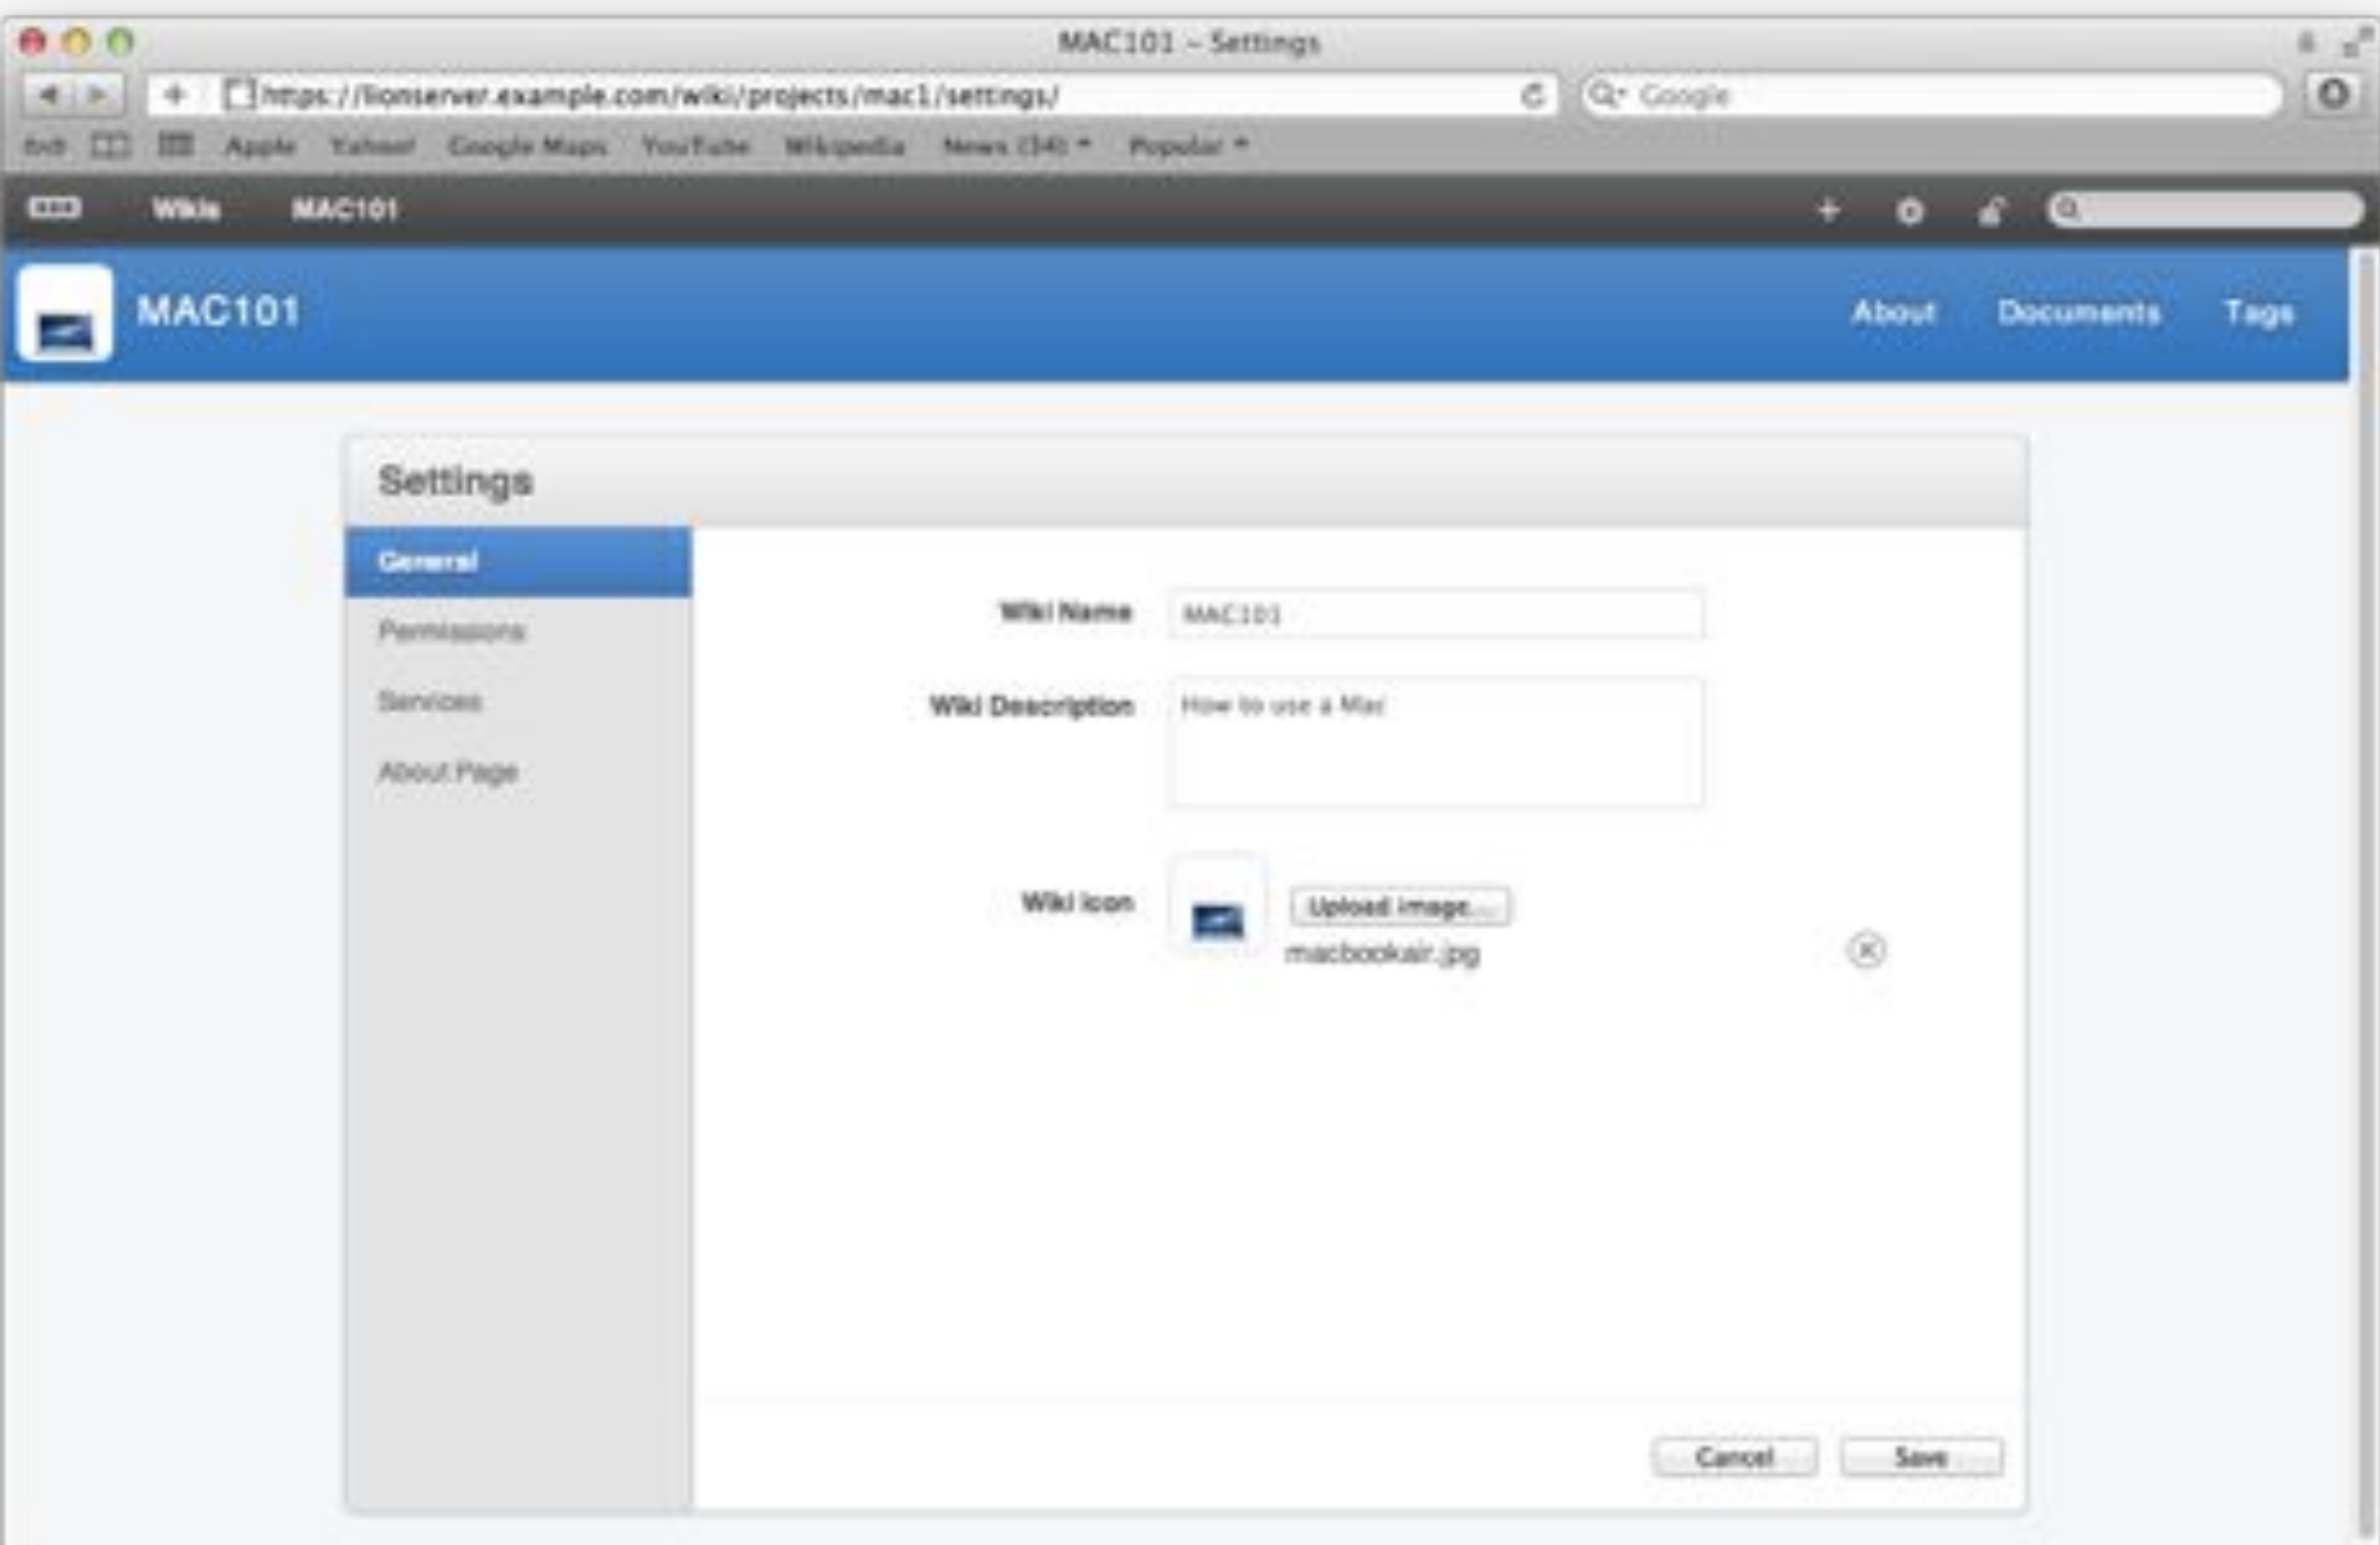 MAC101 – Settings
https://lionserver.example.com/wiki/projects/mac1/settings/
Google
Apple Yahoo! Google Maps YouTube Wikipedia News (34) Popular
Wikis MAC101
MAC101 About Documents Tags
Settings
General
Permissions
Services
About Page
Wiki Name MAC101
Wiki Description How to use a Mac
Wiki Icon Upload image...
macbookair.jpg
Cancel Save